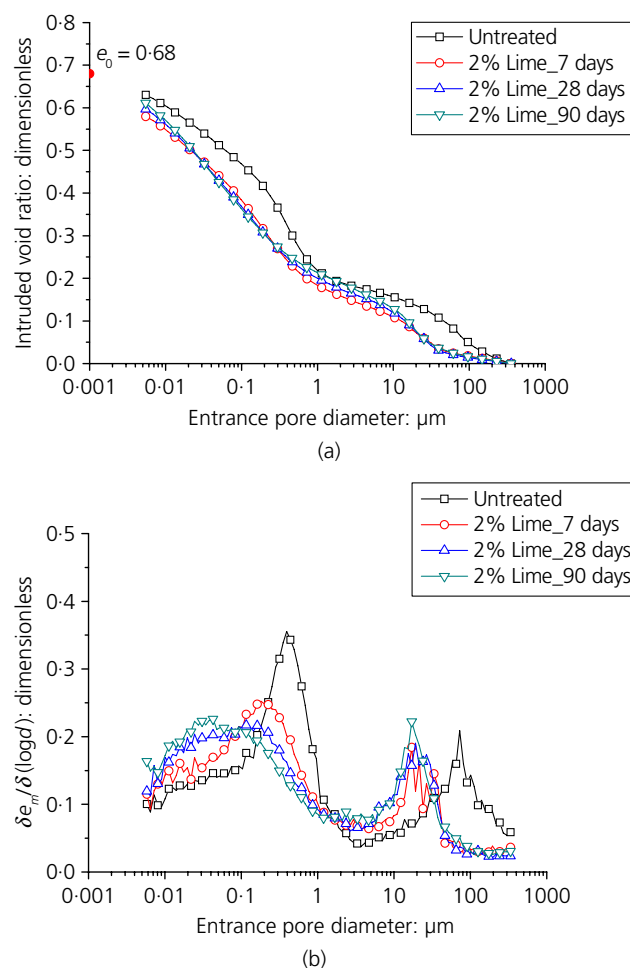 0·8
0·7
0·6
0·5
0·4
0·3
0·2
0·1
0·0
e₀ = 0·68
Untreated
2% Lime_7 days
2% Lime_28 days
2% Lime_90 days
Intruded void ratio: dimensionless
0·001 0·01 0·1 1 10 100 1000
Entrance pore diameter: μm
(a)
Untreated
2% Lime_7 days
2% Lime_28 days
2% Lime_90 days
0·5
0·4
0·3
0·2
0·1
0·0
δeₘ/δ(logd): dimensionless
0·001 0·01 0·1 1 10 100 1000
Entrance pore diameter: μm
(b)